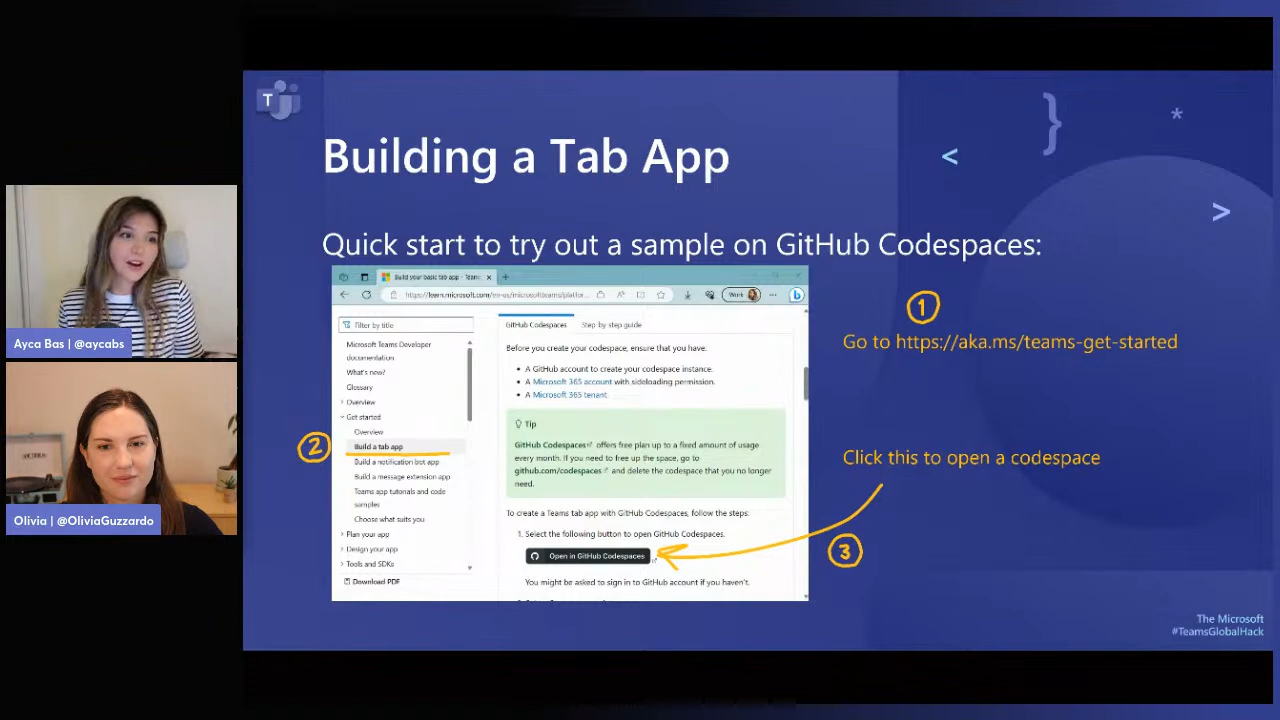 T
Building a Tab App
}
*
<
>
Quick start to try out a sample on GitHub Codespaces:
Build your basic tab app - Teams
https://learn.microsoft.com/en-us/microsoftteams/platfor...
Work
Filter by title
Microsoft Teams Developer
documentation
What's new?
Glossary
Overview
Get started
Overview
Build a tab app
Build a notification bot app
Build a message extension app
Teams app tutorials and code
samples
Choose what suits you
Plan your app
Design your app
Tools and SDKs
Download PDF
GitHub Codespaces
Step-by-step guide
Before you create your codespace, ensure that you have:
• A GitHub account to create your codespace instance.
• A Microsoft 365 account with sideloading permission.
• A Microsoft 365 tenant.
Tip
GitHub Codespaces offers free plan up to a fixed amount of usage
every month. If you need to free up the space, go to
github.com/codespaces and delete the codespace that you no longer
need.
To create a Teams tab app with GitHub Codespaces, follow the steps:
1. Select the following button to open GitHub Codespaces.
Open in GitHub Codespaces
You might be asked to sign in to GitHub account if you haven't.
1
Go to https://aka.ms/teams-get-started
2
Click this to open a codespace
3
Ayca Bas | @aycabs
Olivia | @OliviaGuzzardo
The Microsoft
#TeamsGlobalHack